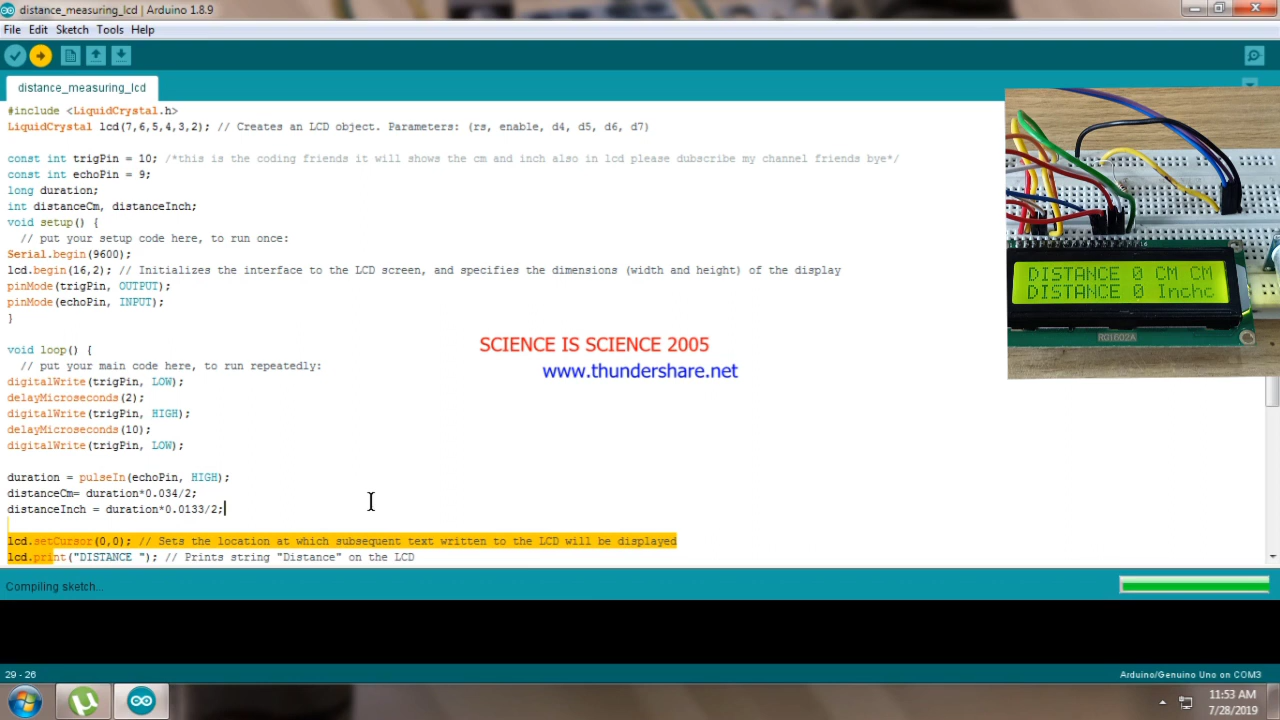 distance_measuring_lcd | Arduino 1.8.9
File Edit Sketch Tools Help
distance_measuring_lcd
#include <LiquidCrystal.h>
LiquidCrystal lcd(7,6,5,4,3,2); // Creates an LCD object. Parameters: (rs, enable, d4, d5, d6, d7)
const int trigPin = 10; /*this is the coding friends it will shows the cm and inch also in lcd please dubscribe my channel friends bye*/
const int echoPin = 9;
long duration;
int distanceCm, distanceInch;
void setup() {
// put your setup code here, to run once:
Serial.begin(9600);
lcd.begin(16,2); // Initializes the interface to the LCD screen, and specifies the dimensions (width and height) of the display
pinMode(trigPin, OUTPUT);
pinMode(echoPin, INPUT);
}
void loop() {
// put your main code here, to run repeatedly:
digitalWrite(trigPin, LOW);
delayMicroseconds(2);
digitalWrite(trigPin, HIGH);
delayMicroseconds(10);
digitalWrite(trigPin, LOW);
duration = pulseIn(echoPin, HIGH);
distanceCm= duration*0.034/2;
distanceInch = duration*0.0133/2;
lcd.setCursor(0,0); // Sets the location at which subsequent text written to the LCD will be displayed
lcd.print("DISTANCE "); // Prints string "Distance" on the LCD
DISTANCE 0 CM CM
DISTANCE 0 Inchc
RG1602A
SCIENCE IS SCIENCE 2005
www.thundershare.net
Compiling sketch...
29 - 26
Arduino/Genuino Uno on COM3
11:53 AM
7/28/2019